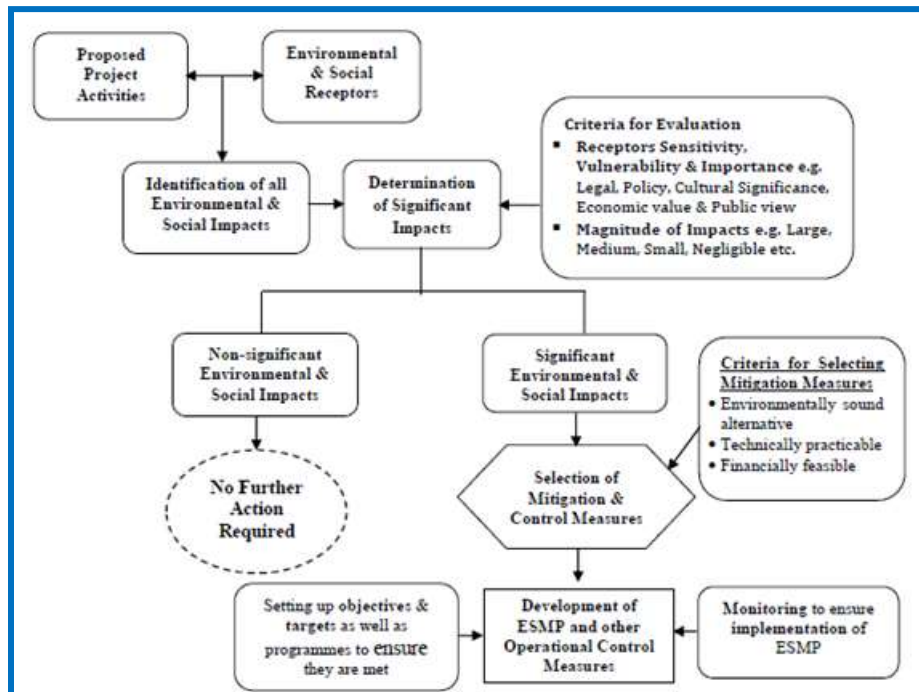 Proposed
Project
Activities
Environmental
& Social
Receptors
Criteria for Evaluation
▪ Receptors Sensitivity,
Vulnerability & Importance e.g.
Legal, Policy, Cultural Significance,
Economic value & Public view
▪ Magnitude of Impacts e.g. Large,
Medium, Small, Negligible etc.
Identification of all
Environmental &
Social Impacts
Determination
of Significant
Impacts
Non-significant
Environmental &
Social Impacts
Significant
Environmental &
Social Impacts
Criteria for Selecting
Mitigation Measures
• Environmentally sound
alternative
• Technically practicable
• Financially feasible
No Further
Action
Required
Selection of
Mitigation &
Control Measures
Setting up objectives &
targets as well as
programmes to ensure
they are met
Development of
ESMP and other
Operational Control
Measures
Monitoring to ensure
implementation of
ESMP